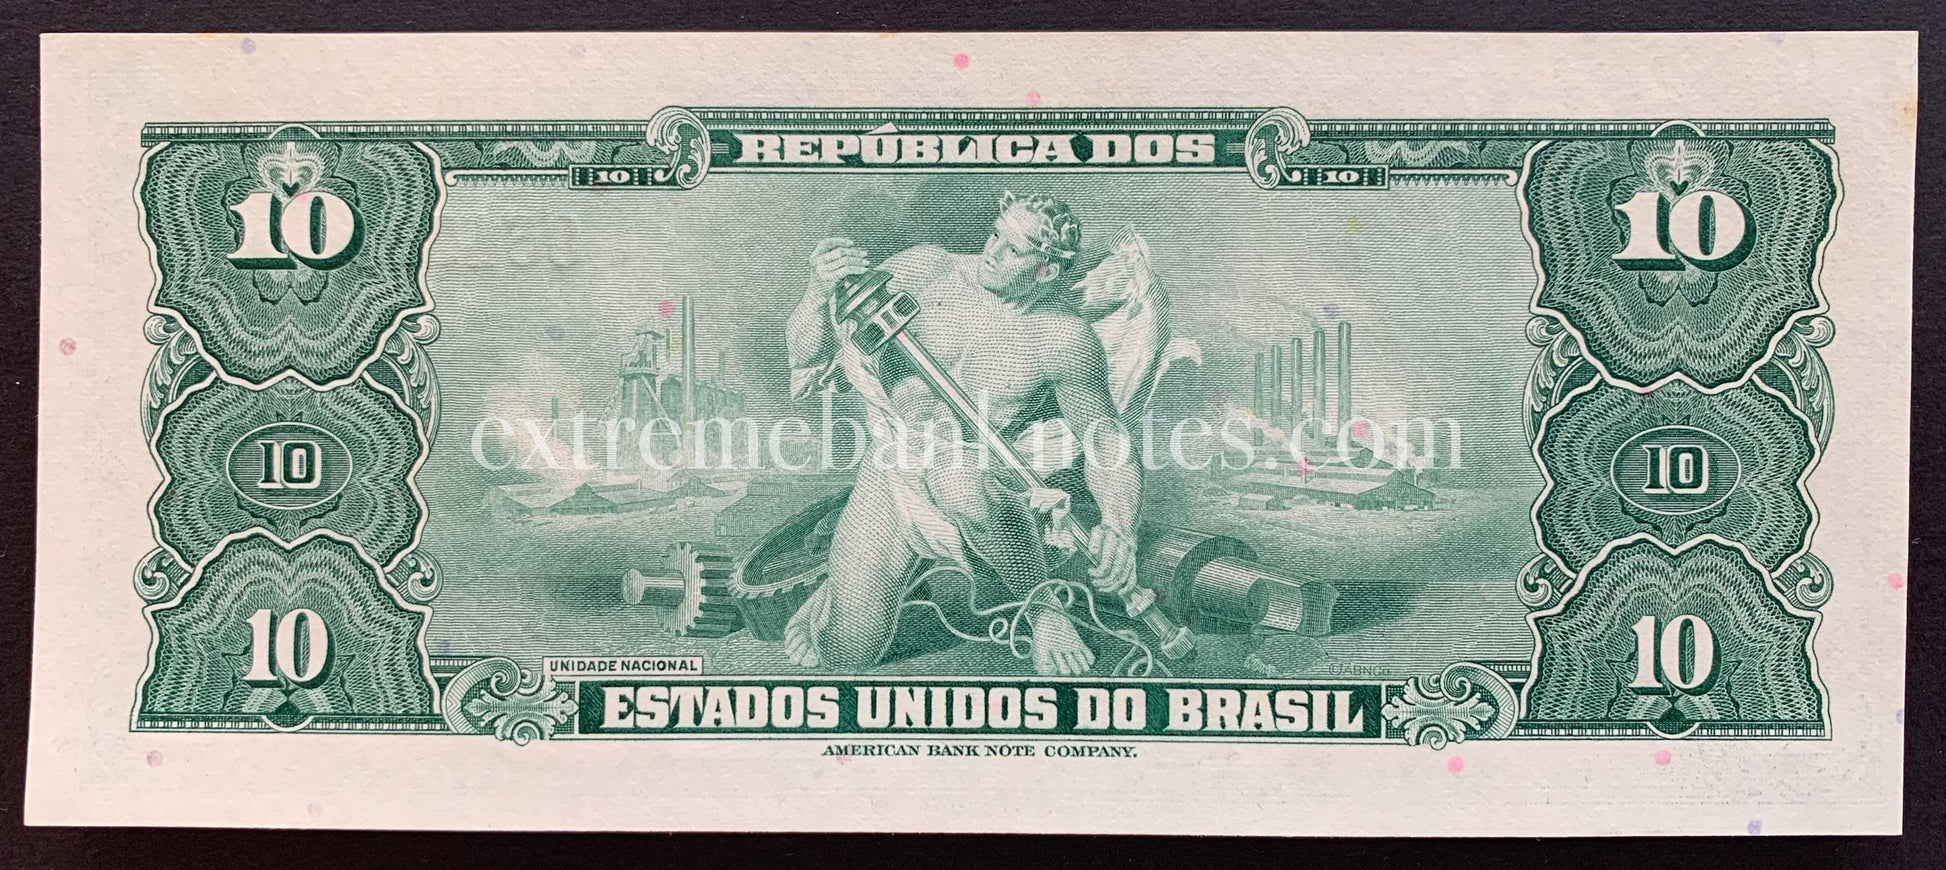 REPÚBLICA DOS
10 10
10 10
extremebanknotes.com
10 10
10 10
UNIDADE NACIONAL
©ABNCo.
ESTADOS UNIDOS DO BRASIL
AMERICAN BANK NOTE COMPANY.